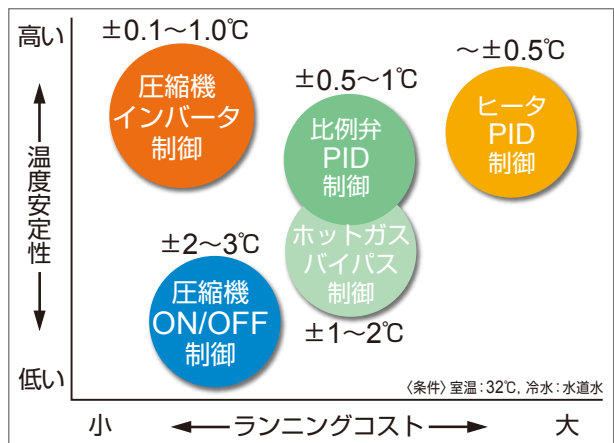 高い
±0.1～1.0℃
圧縮機
インバータ
制御
±0.5～1℃
比例弁
PID
制御
～±0.5℃
ヒータ
PID
制御
温度安定性
±2～3℃
圧縮機
ON/OFF
制御
ホットガス
バイパス
制御
±1～2℃
低い
〈条件〉室温：32℃, 冷水：水道水
小
ランニングコスト
大